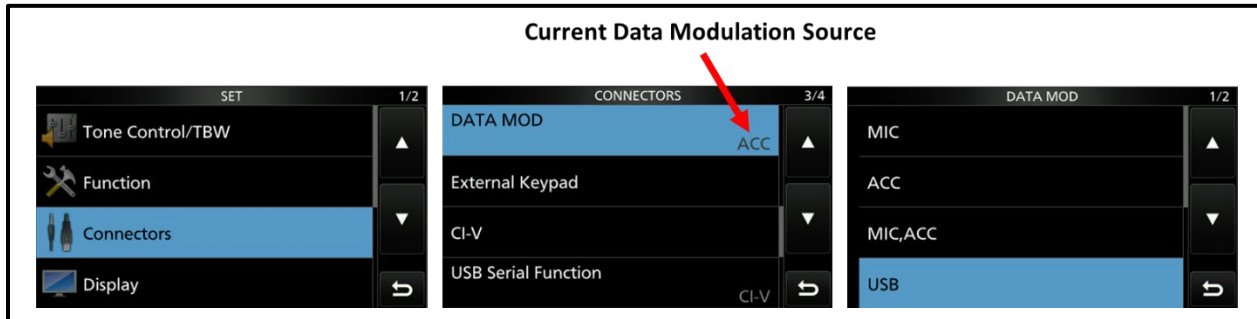 Current Data Modulation Source
SET 1/2
Tone Control/TBW
Function
Connectors
Display
CONNECTORS 3/4
DATA MOD
ACC
External Keypad
CI-V
USB Serial Function
CI-V
DATA MOD 1/2
MIC
ACC
MIC,ACC
USB